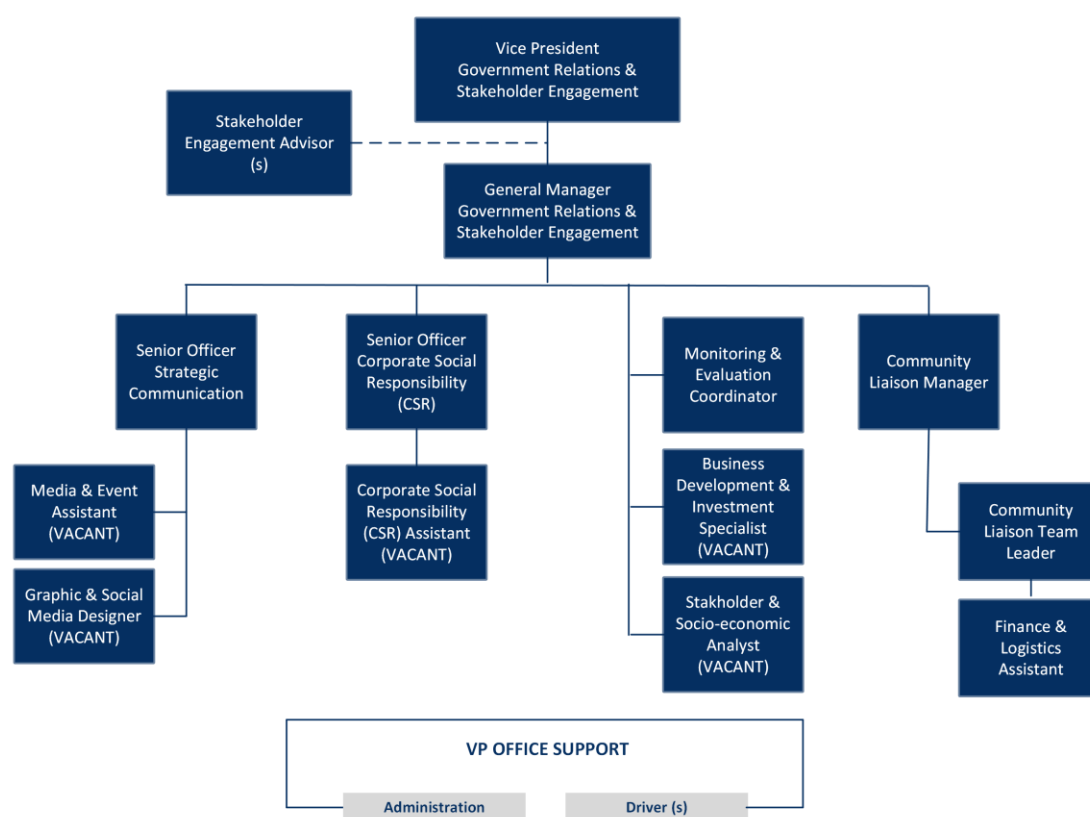 Vice President
Government Relations &
Stakeholder Engagement
Stakeholder
Engagement Advisor
(s)
General Manager
Government Relations &
Stakeholder Engagement
Senior Officer
Strategic
Communication
Senior Officer
Corporate Social
Responsibility
(CSR)
Monitoring &
Evaluation
Coordinator
Community
Liaison Manager
Media & Event
Assistant
(VACANT)
Corporate Social
Responsibility
(CSR) Assistant
(VACANT)
Business
Development &
Investment
Specialist
(VACANT)
Community
Liaison Team
Leader
Graphic & Social
Media Designer
(VACANT)
Stakholder &
Socio-economic
Analyst
(VACANT)
Finance &
Logistics
Assistant
VP OFFICE SUPPORT
Administration
Driver (s)